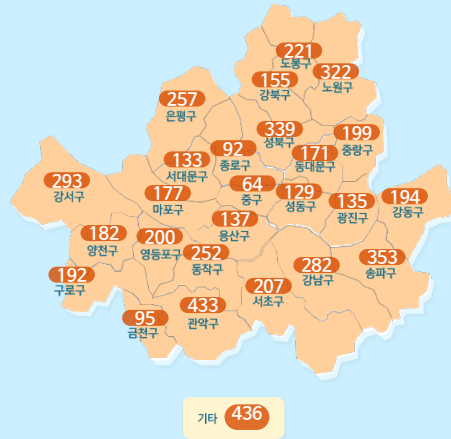 221
도봉구
322
노원구
155
강북구
257
은평구
339
성북구
199
중랑구
92
종로구
171
동대문구
133
서대문구
293
강서구
177
마포구
64
중구
129
성동구
135
광진구
194
강동구
137
용산구
182
양천구
200
영등포구
252
동작구
353
송파구
282
강남구
192
구로구
207
서초구
433
관악구
95
금천구
기타 436